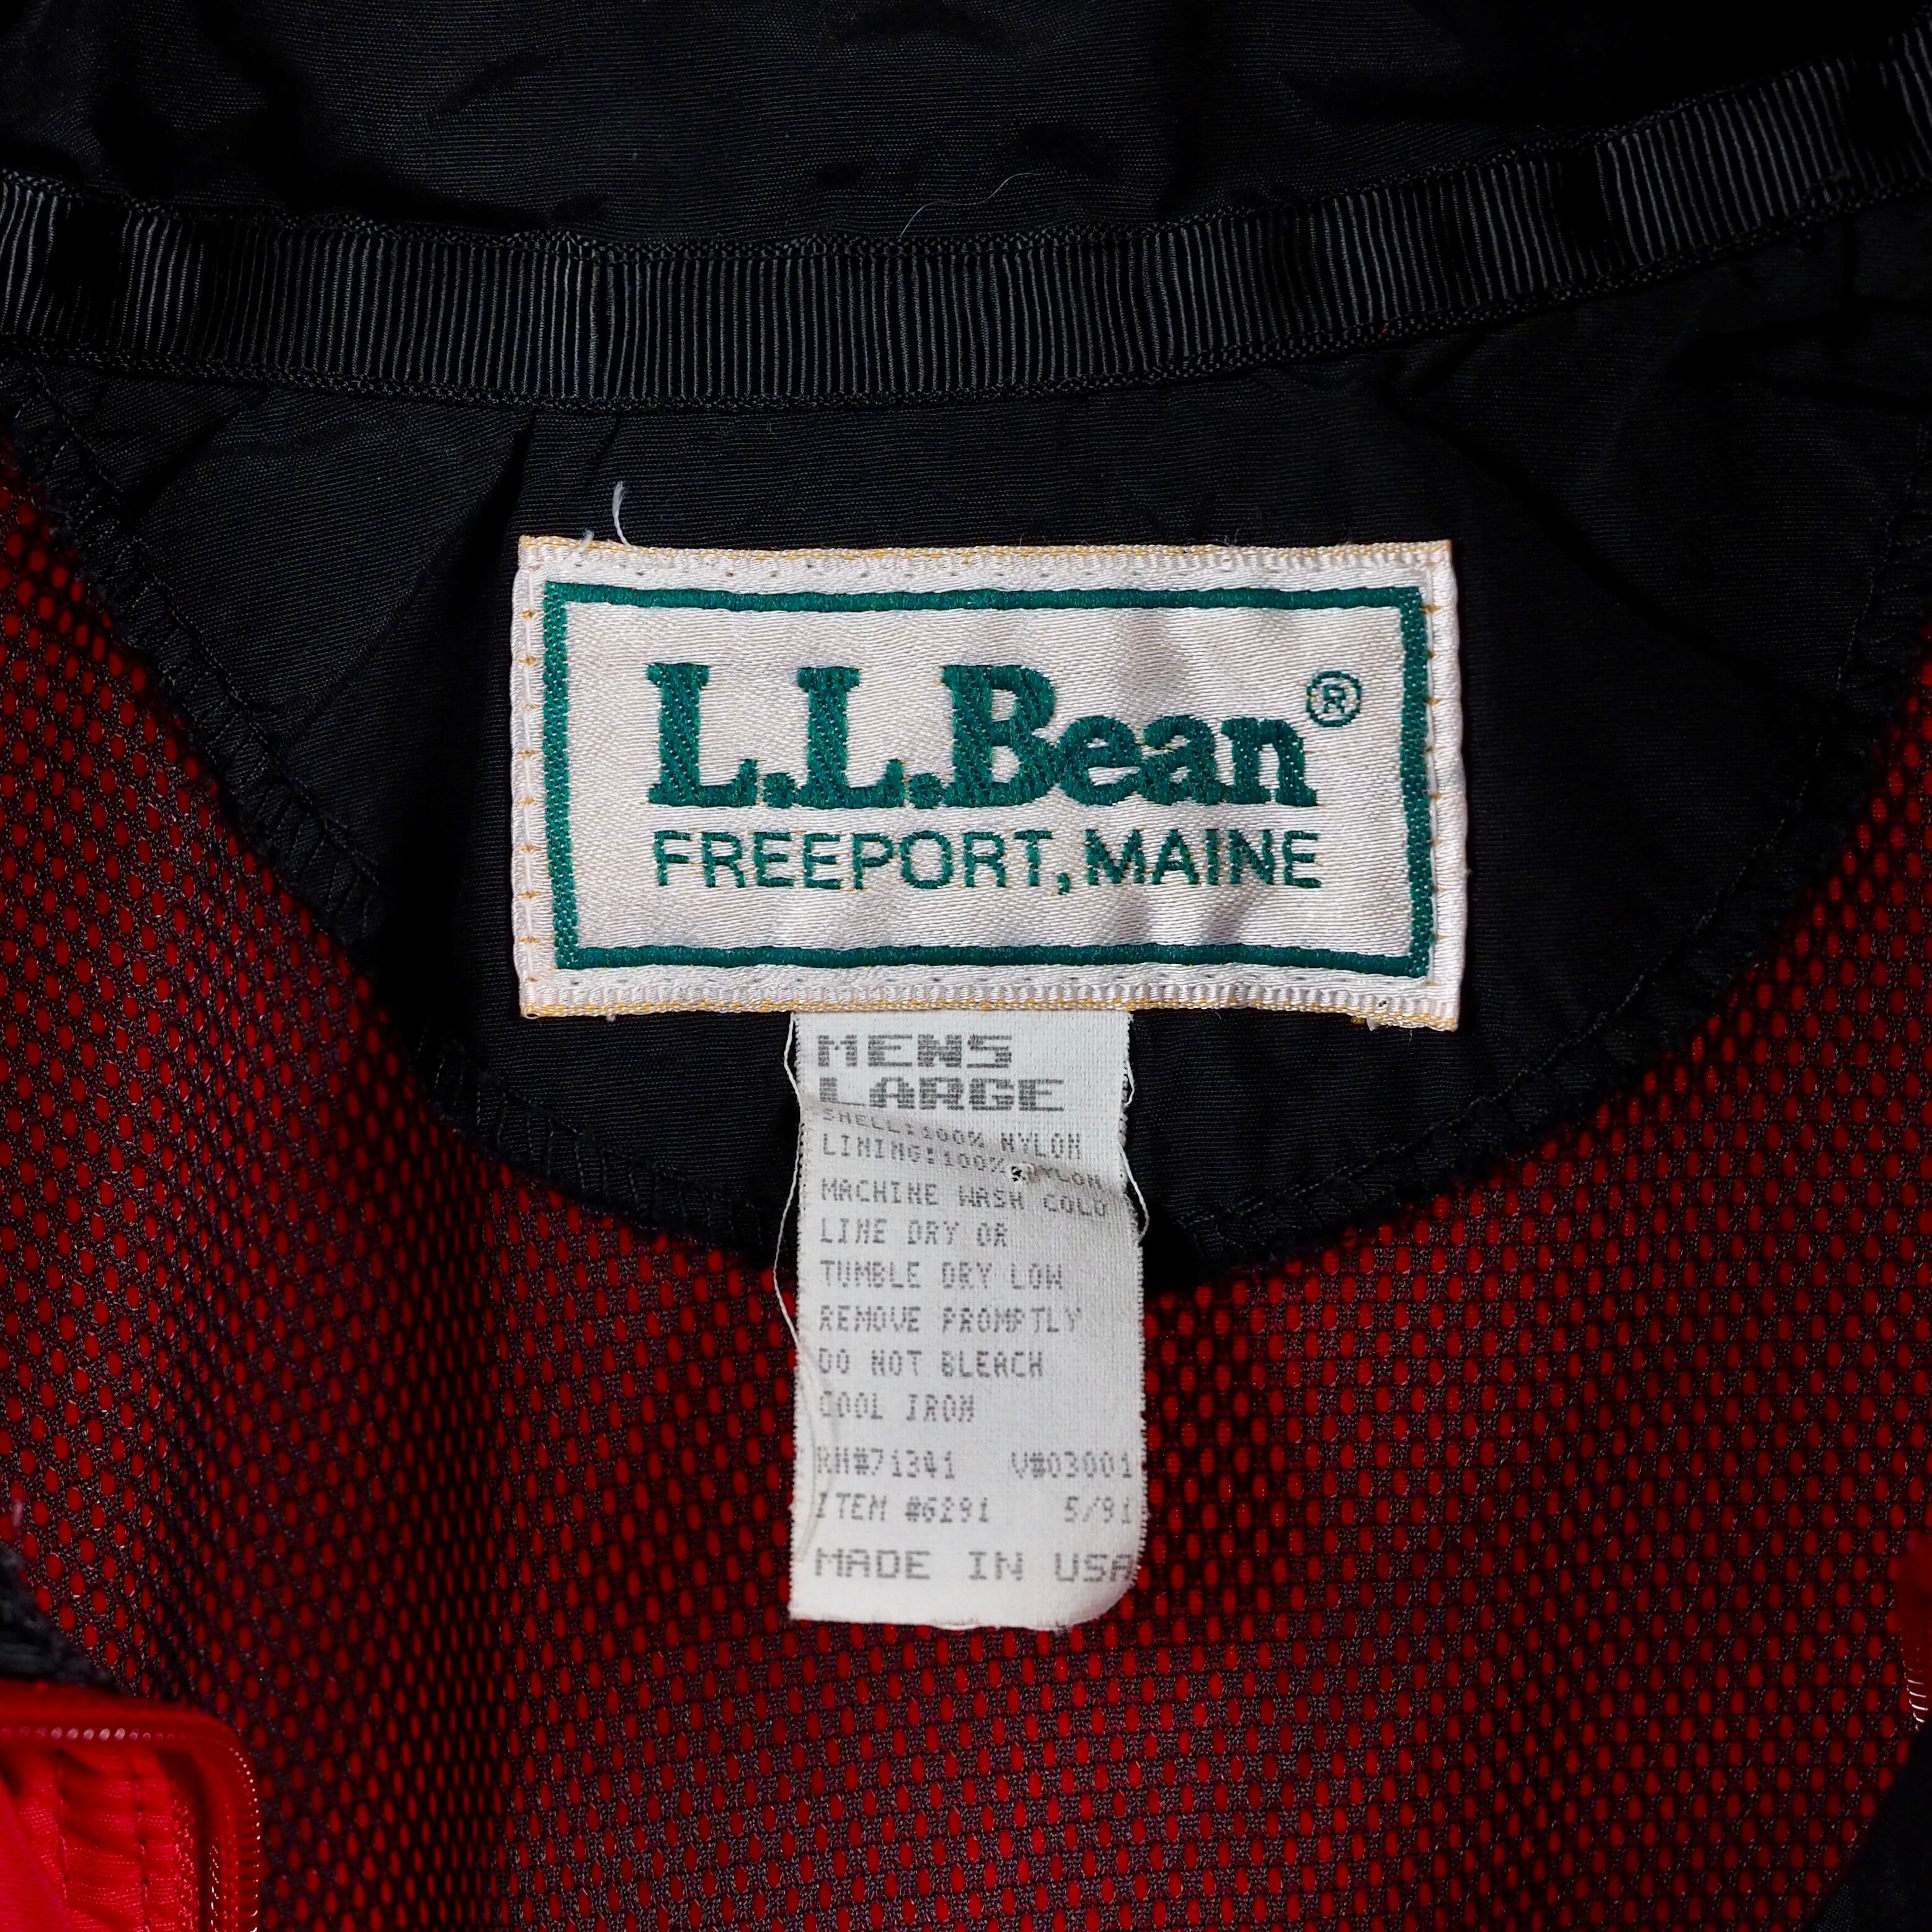 L.L.Bean®
FREEPORT, MAINE
MENS
LARGE
SHELL:100% NYLON
LINING:100% NYLON
MACHINE WASH COLD
LINE DRY OR
TUMBLE DRY LOW
REMOVE PROMPTLY
DO NOT BLEACH
COOL IRON
RN#71341 V#03001
ITEM #6291 5/91
MADE IN USA